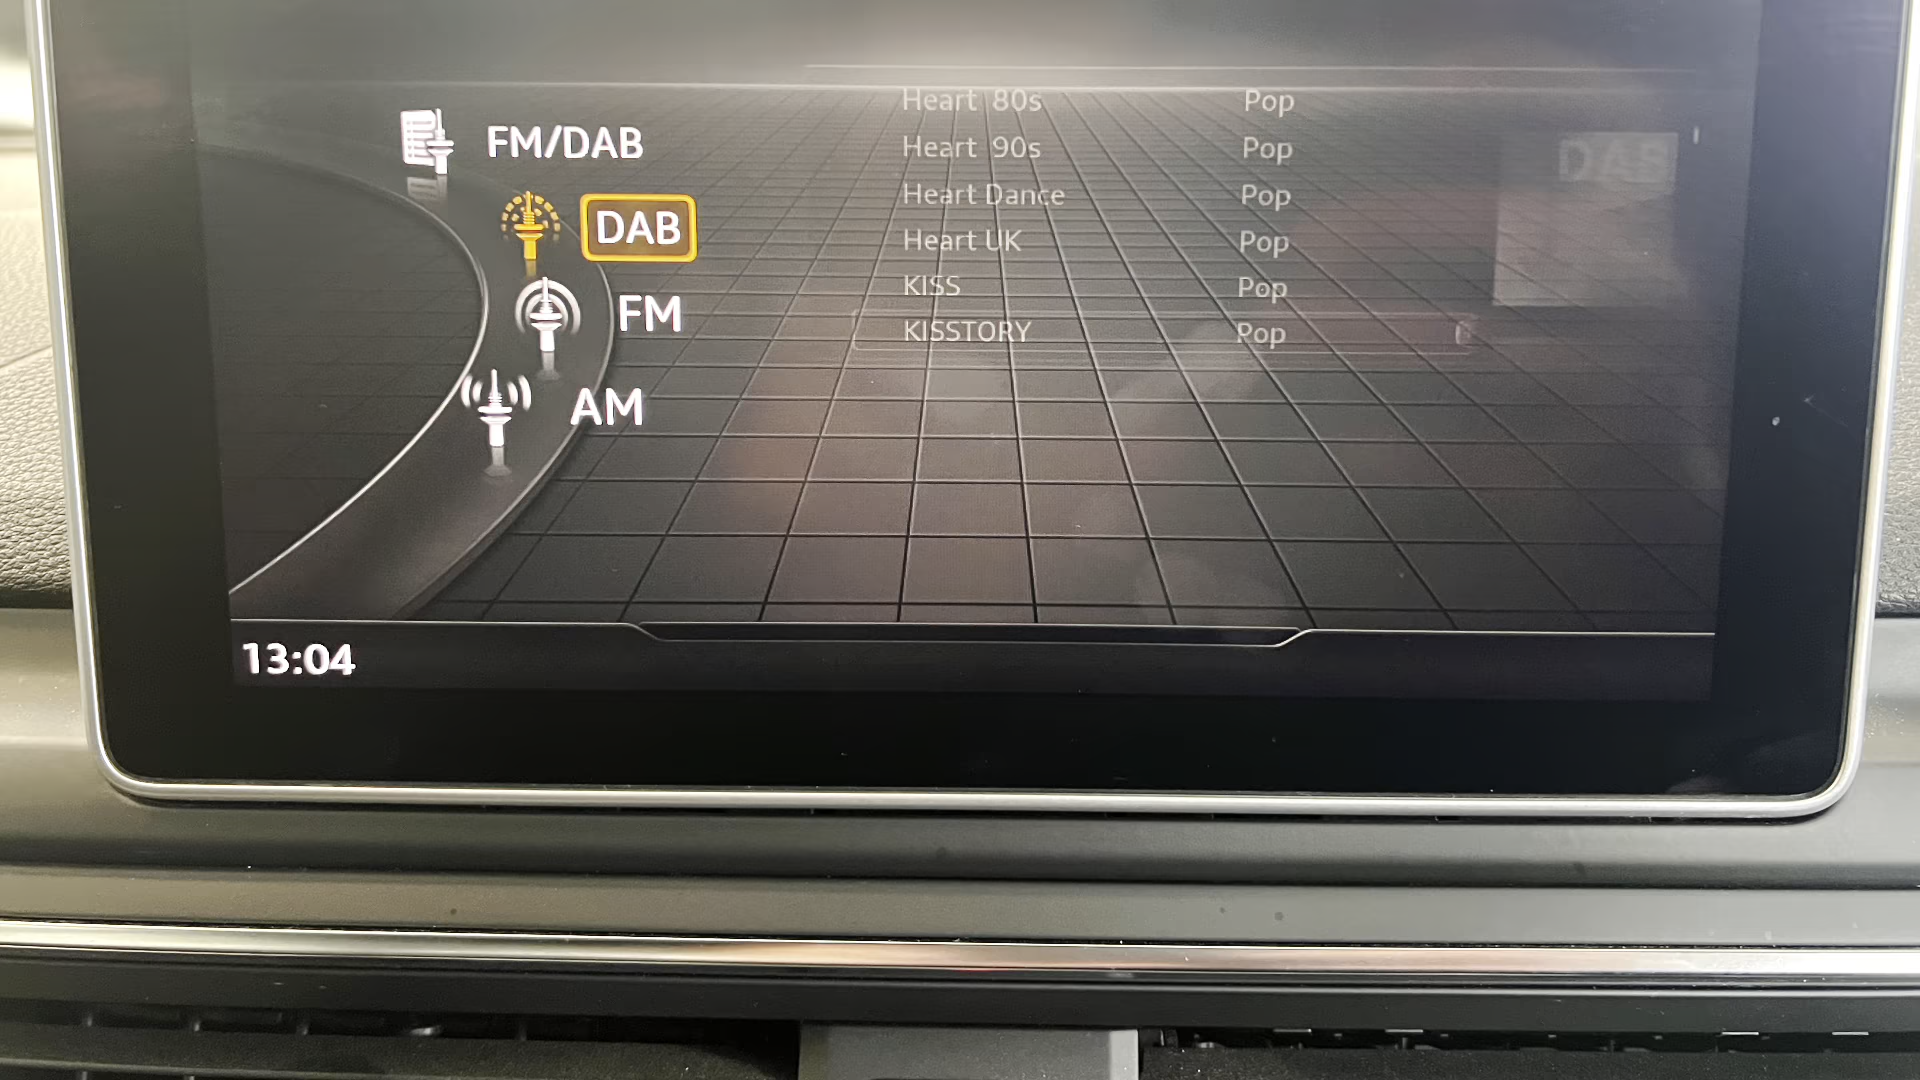 FM/DAB
DAB
FM
AM
Heart 80s Pop
Heart 90s Pop
Heart Dance Pop
Heart UK Pop
KISS Pop
KISSTORY Pop
DAB
13:04